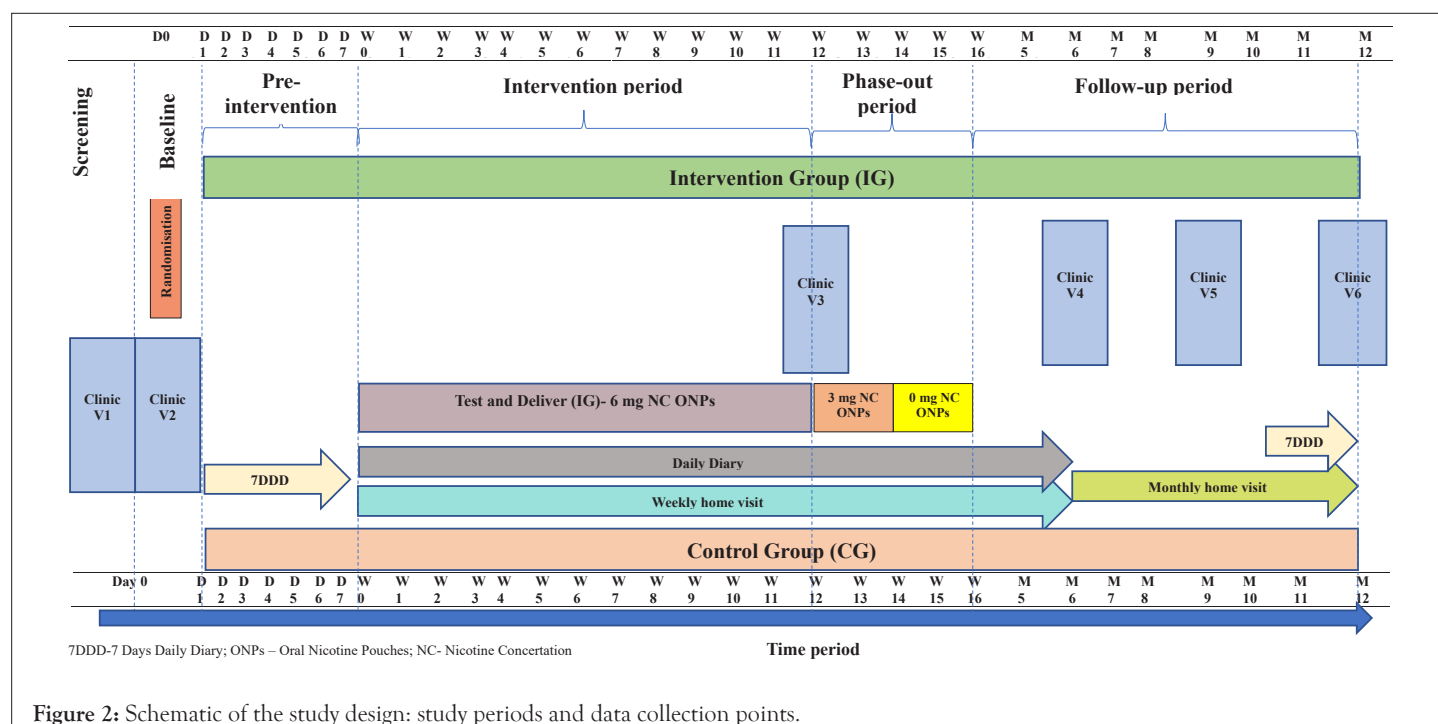 D0 D D D D D D D W W W W W W W W W W W W W W W W W M M M M M M M M
1 2 3 4 5 6 7 0 1 2 3 4 5 6 7 8 9 10 11 12 13 14 15 16 5 6 7 8 9 10 11 12
Screening
Baseline
Pre-
intervention
Intervention period
Phase-out
period
Follow-up period
Intervention Group (IG)
Randomisation
Clinic
V3
Clinic
V4
Clinic
V5
Clinic
V6
Clinic
V1
Clinic
V2
Test and Deliver (IG)- 6 mg NC ONPs
3 mg NC
ONPs
0 mg NC
ONPs
7DDD
Daily Diary
7DDD
Weekly home visit
Monthly home visit
Control Group (CG)
Day 0 D D D D D D D W W W W W W W W W W W W W W W W W M M M M M M M M
1 2 3 4 5 6 7 0 1 2 3 4 5 6 7 8 9 10 11 12 13 14 15 16 5 6 7 8 9 10 11 12
7DDD-7 Days Daily Diary; ONPs – Oral Nicotine Pouches; NC- Nicotine Concertation
Time period
Figure 2: Schematic of the study design: study periods and data collection points.